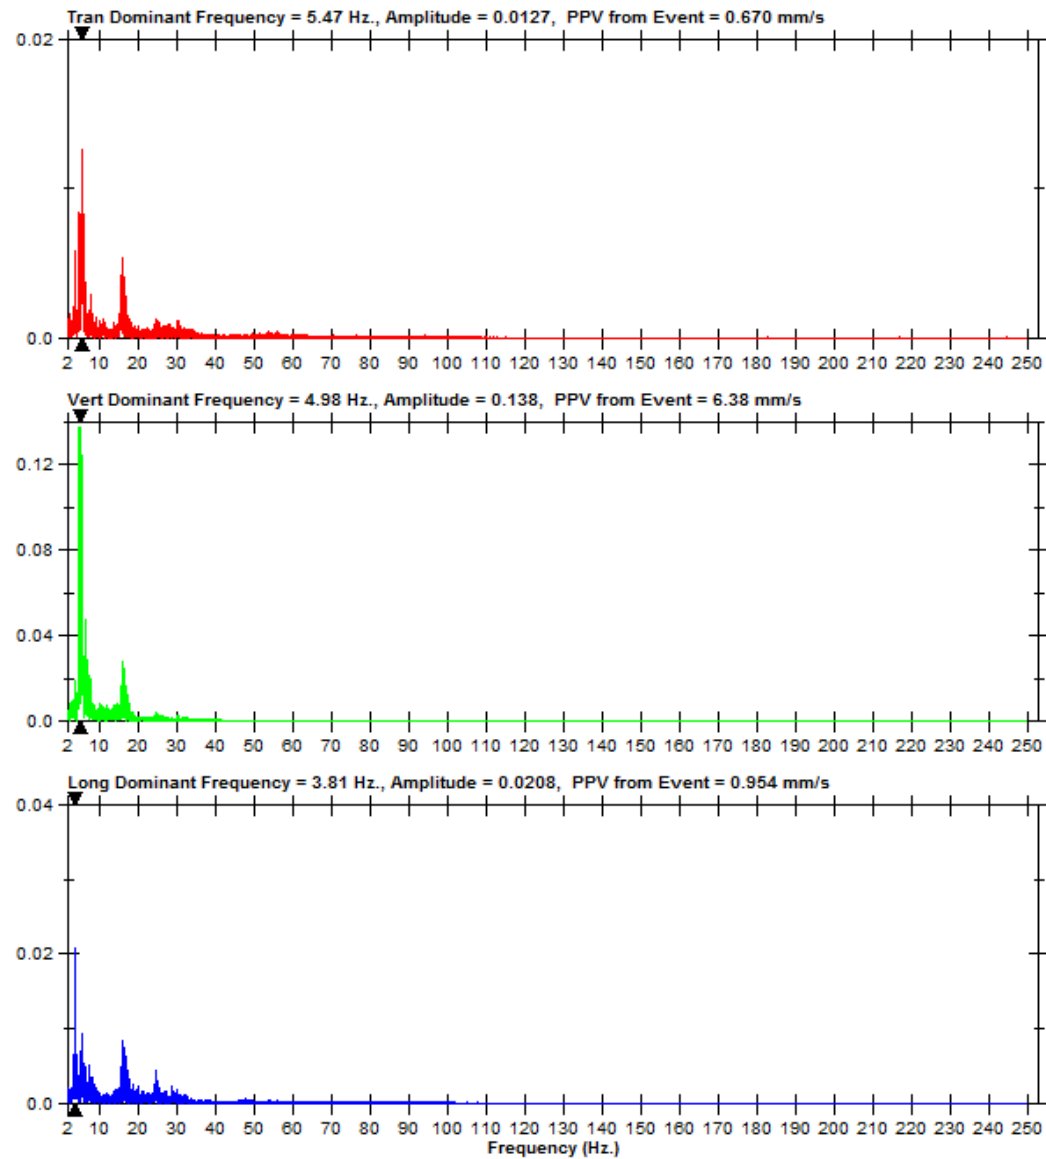 Tran Dominant Frequency = 5.47 Hz., Amplitude = 0.0127,  PPV from Event = 0.670 mm/s
0.02
0.0
2 10 20 30 40 50 60 70 80 90 100 110 120 130 140 150 160 170 180 190 200 210 220 230 240 250
Vert Dominant Frequency = 4.98 Hz., Amplitude = 0.138,  PPV from Event = 6.38 mm/s
0.12
0.08
0.04
0.0
2 10 20 30 40 50 60 70 80 90 100 110 120 130 140 150 160 170 180 190 200 210 220 230 240 250
Long Dominant Frequency = 3.81 Hz., Amplitude = 0.0208,  PPV from Event = 0.954 mm/s
0.04
0.02
0.0
2 10 20 30 40 50 60 70 80 90 100 110 120 130 140 150 160 170 180 190 200 210 220 230 240 250
Frequency (Hz.)